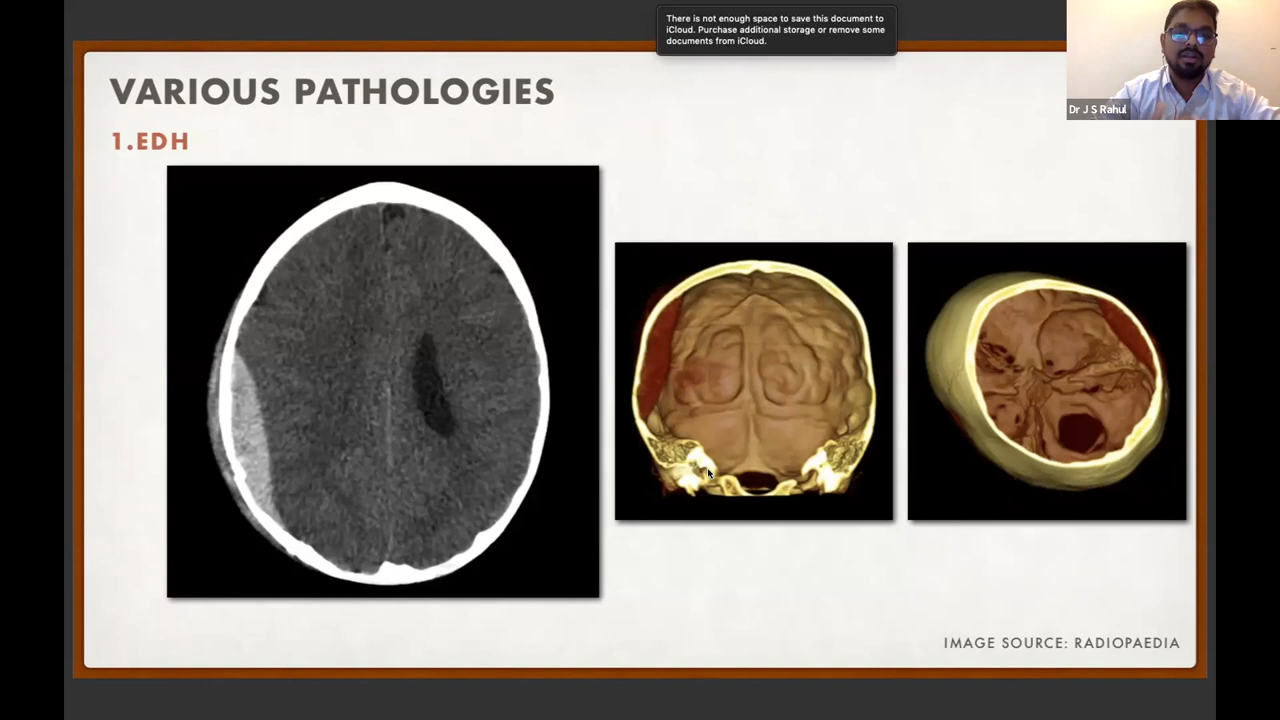 There is not enough space to save this document to
iCloud. Purchase additional storage or remove some
documents from iCloud.
VARIOUS PATHOLOGIES
Dr J S Rahul
1.EDH
IMAGE SOURCE: RADIOPAEDIA